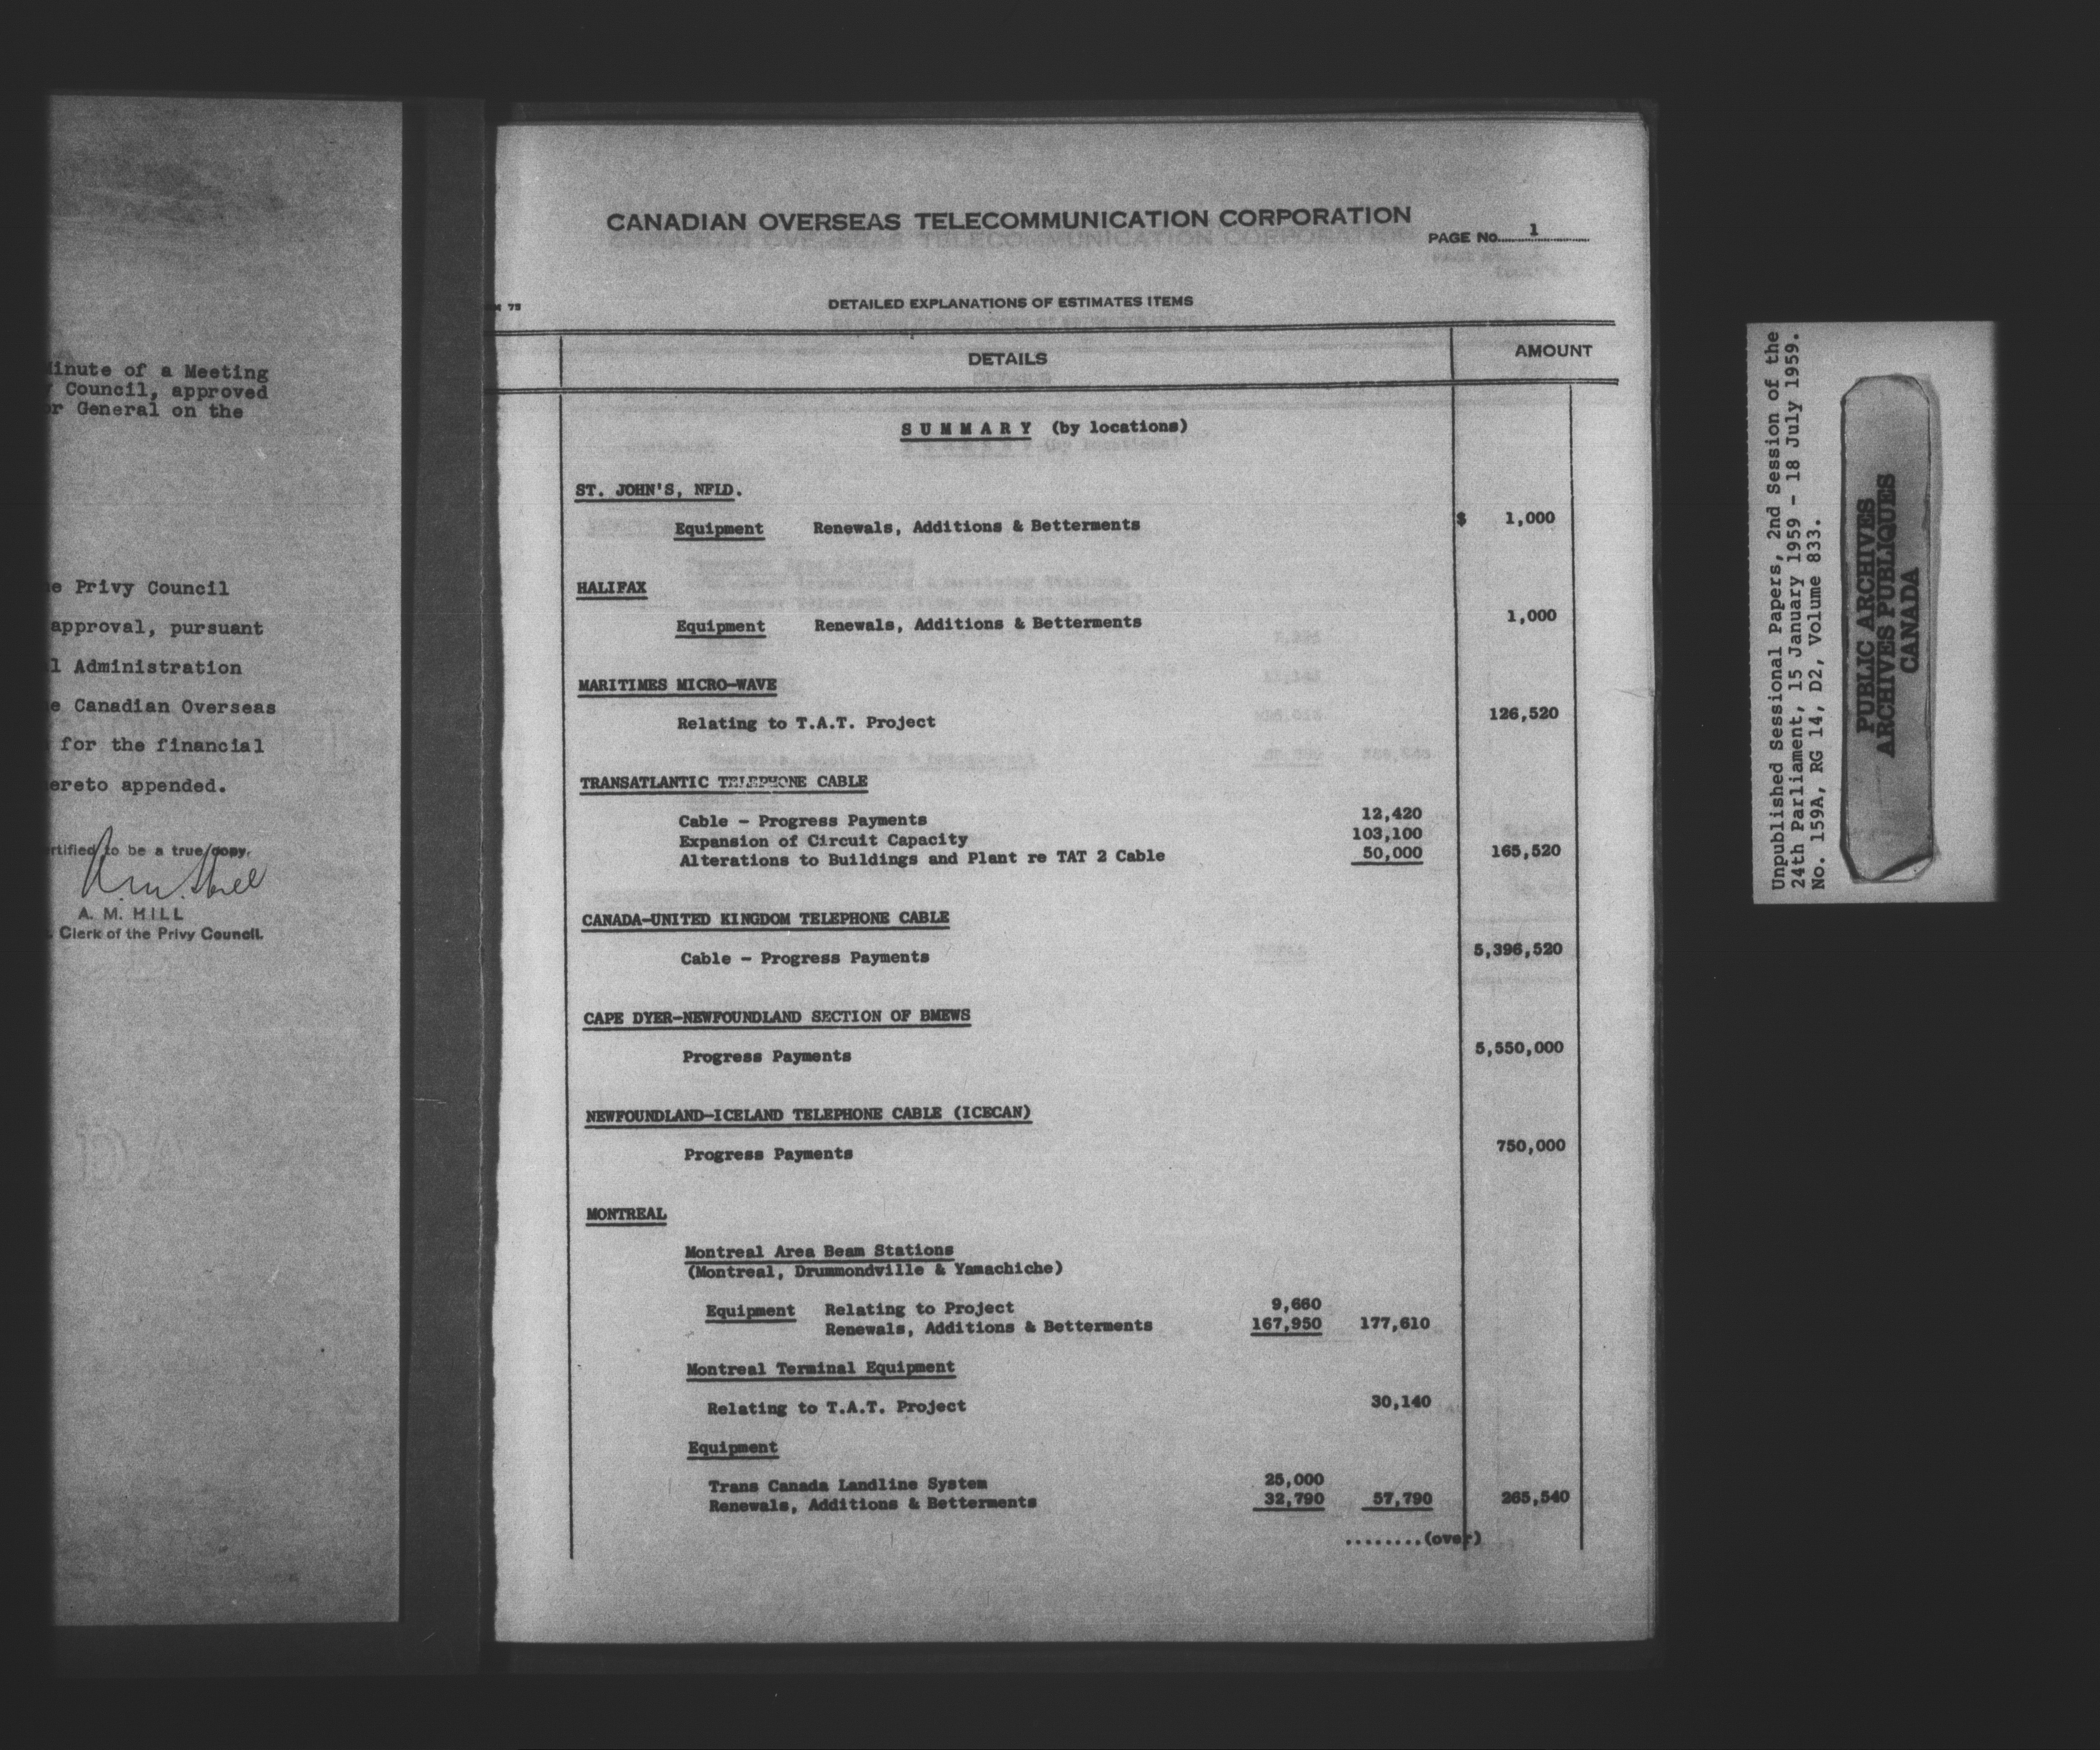 Minute of a Meeting
Council, approved
General on the
Privy Council
approval, pursuant
Administration
Canadian Overseas
for the financial
appended.
to be a true copy.
A. M. HILL
Clerk of the Privy Council.
CANADIAN OVERSEAS TELECOMMUNICATION CORPORATION
PAGE No. 1
75
DETAILED EXPLANATIONS OF ESTIMATES ITEMS
DETAILS AMOUNT
SUMMARY (by locations)
ST. JOHN'S, NFLD.
Equipment Renewals, Additions & Betterments $ 1,000
HALIFAX
Equipment Renewals, Additions & Betterments 1,000
MARITIMES MICRO-WAVE
Relating to T.A.T. Project 126,520
TRANSATLANTIC TELEPHONE CABLE
Cable - Progress Payments 12,420
Expansion of Circuit Capacity 103,100
Alterations to Buildings and Plant re TAT 2 Cable 50,000 165,520
CANADA-UNITED KINGDOM TELEPHONE CABLE
Cable - Progress Payments 5,396,520
CAPE DYER-NEWFOUNDLAND SECTION OF BMEWS
Progress Payments 5,550,000
NEWFOUNDLAND-ICELAND TELEPHONE CABLE (ICECAN)
Progress Payments 750,000
MONTREAL
Montreal Area Beam Stations
(Montreal, Drummondville & Yamachiche)
Equipment Relating to Project 9,660
Renewals, Additions & Betterments 167,950 177,610
Montreal Terminal Equipment
Relating to T.A.T. Project 30,140
Equipment
Trans Canada Landline System 25,000
Renewals, Additions & Betterments 32,790 57,790 265,540
........(over)
Unpublished Sessional Papers, 2nd Session of the
24th Parliament, 15 January 1959 - 18 July 1959.
No. 159A, RG 14, D2, Volume 833.
PUBLIC ARCHIVES
ARCHIVES PUBLIQUES
CANADA